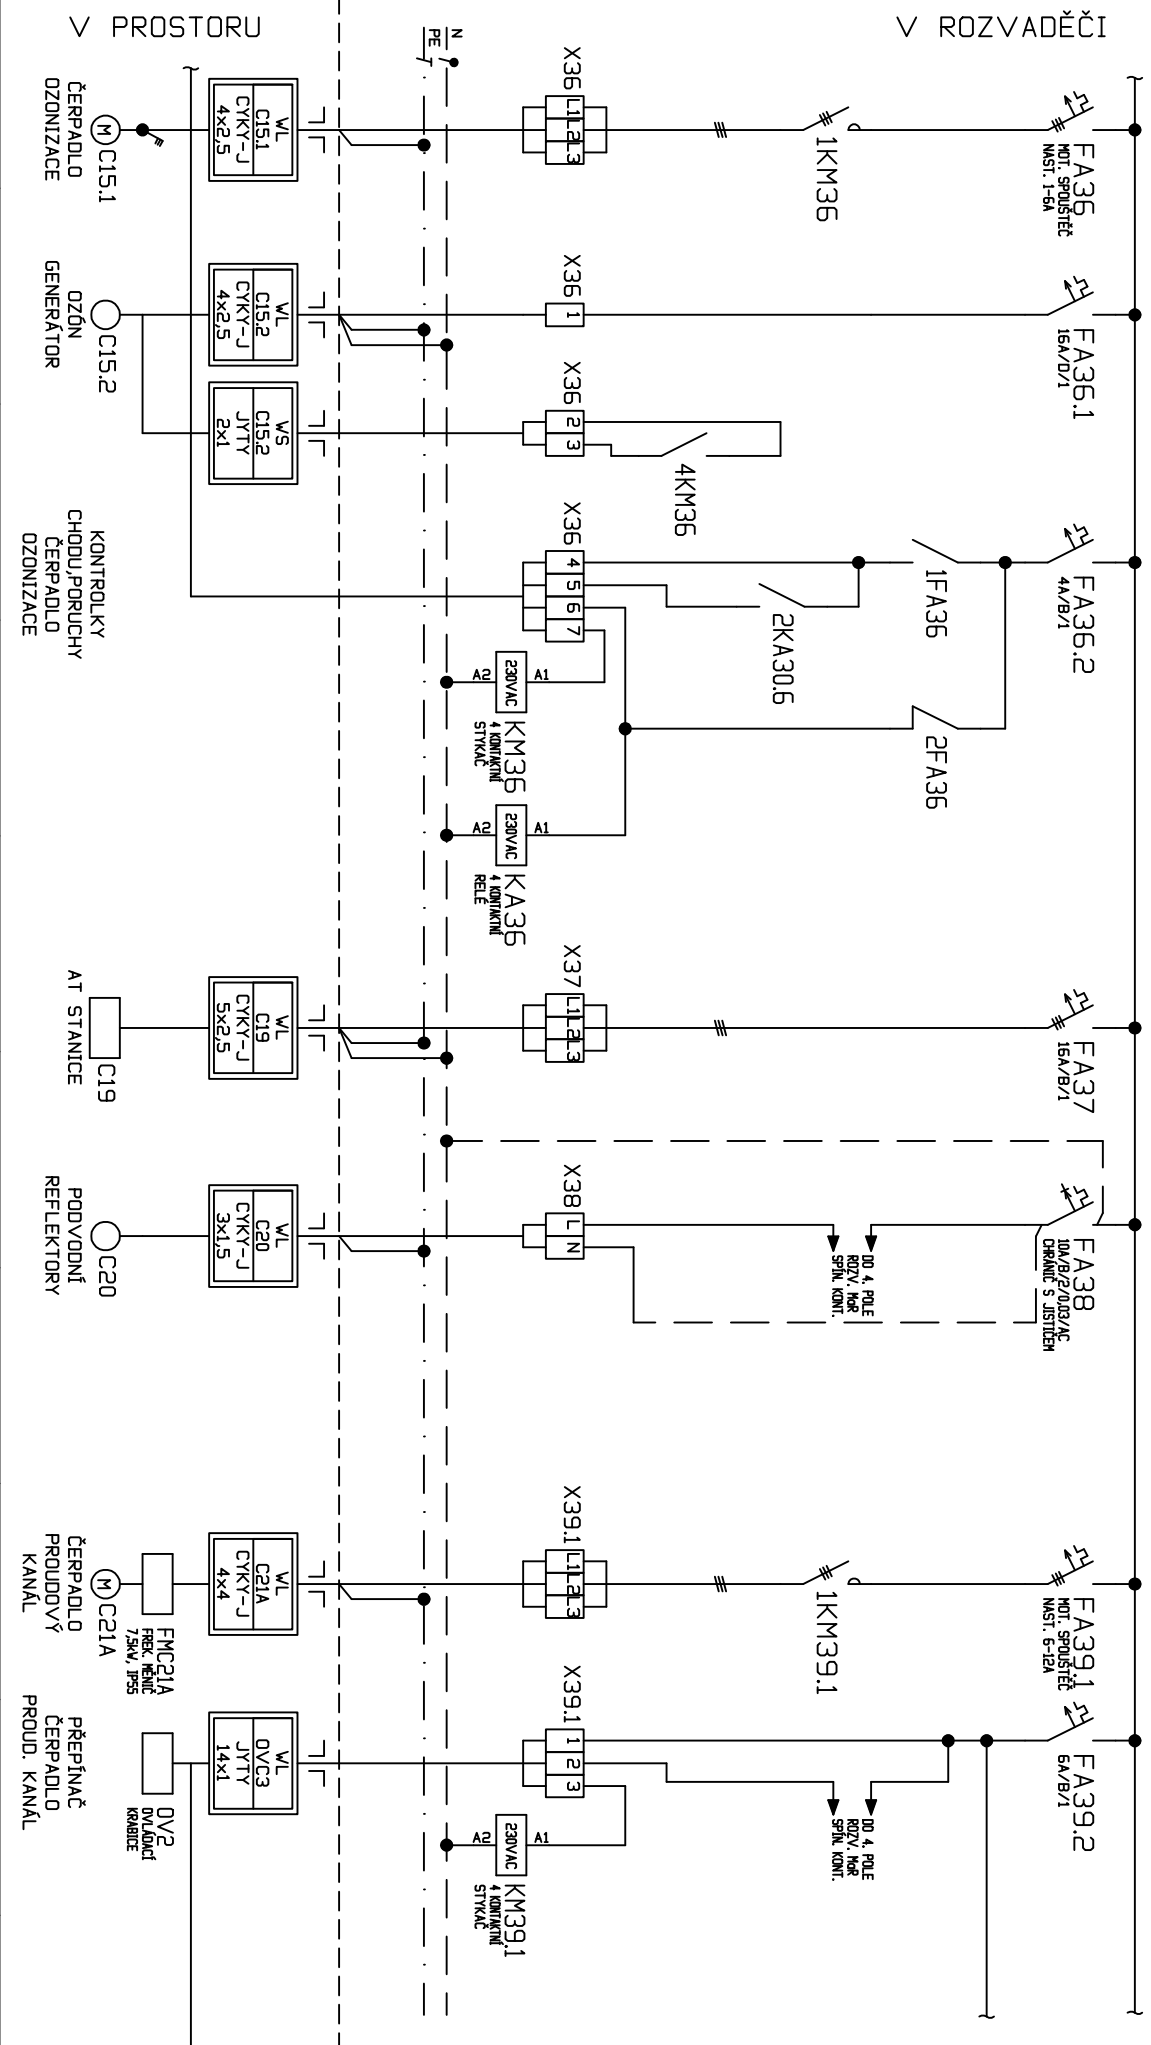 V ROZVADĚČI
FA36
MOT. SPOUŠTĚČ
NAST. 1-6A
FA36.1
16A/D/1
FA36.2
4A/B/1
FA37
16A/B/1
FA38
10A/B/2/0,03/AC
CHRÁNIČ S JISTIČEM
FA39.1
MOT. SPOUŠTĚČ
NAST. 6-12A
FA39.2
6A/B/1
1KM36
1FA36
2FA36
2KA30.6
4KM36
DO 4. POLE
ROZV. MaR
SPÍN. KONT.
1KM39.1
DO 4. POLE
ROZV. MaR
SPÍN. KONT.
X36
L1 L2 L3
X36
1
X36
2 3
X36
4 5 6 7
X37
L1 L2 L3
X38
L N
X39.1
L1 L2 L3
X39.1
1 2 3
A1
230VAC
A2
KM36
4 KONTAKTNÍ
STYKAČ
A1
230VAC
A2
KA36
4 KONTAKTNÍ
RELÉ
A1
230VAC
A2
KM39.1
4 KONTAKTNÍ
STYKAČ
N
PE
V PROSTORU
WL
C15.1
CYKY-J
4x2,5
WL
C15.2
CYKY-J
4x2,5
WS
C15.2
JYTY
2x1
WL
C19
CYKY-J
5x2,5
WL
C20
CYKY-J
3x1,5
WL
C21A
CYKY-J
4x4
WL
OVC3
JYTY
14x1
M C15.1
ČERPADLO
OZONIZACE
C15.2
OZÓN
GENERÁTOR
KONTROLKY
CHODU,PORUCHY
ČERPADLO
OZONIZACE
C19
AT STANICE
C20
PODVODNÍ
REFLEKTORY
FMC21A
FREK. MĚNIČ
7,5kW, IP55
M C21A
ČERPADLO
PROUDOVÝ
KANÁL
OV2
OVLÁDACÍ
KRABICE
PŘEPÍNAČ
ČERPADLO
PROUD. KANÁL